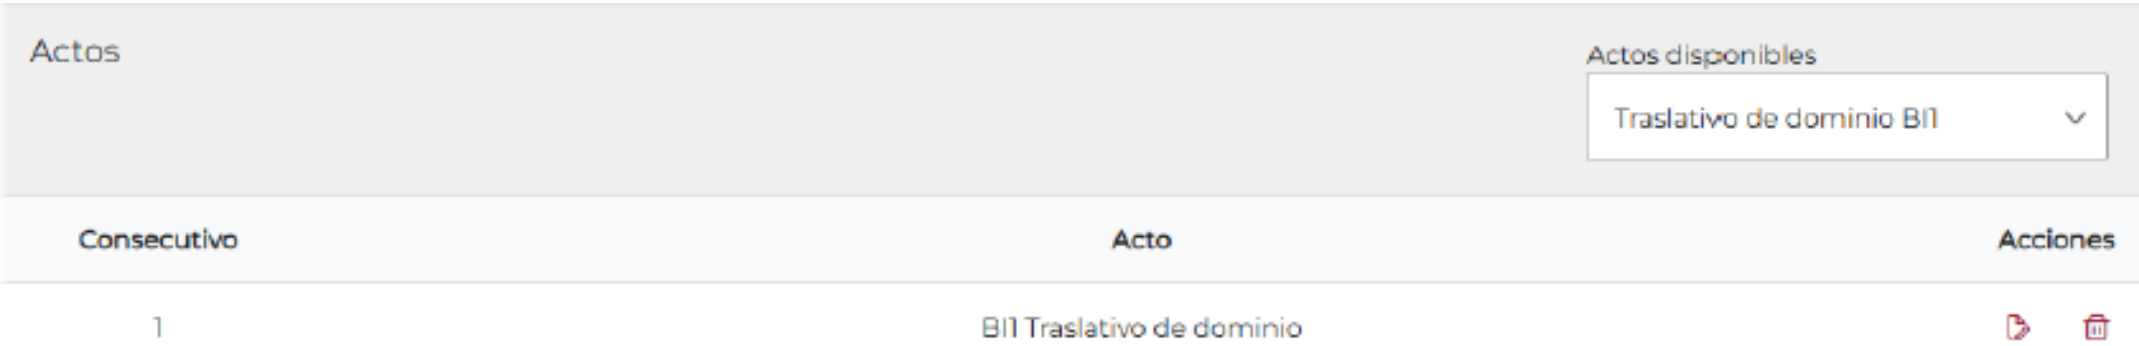 Actos
Actos disponibles
Traslativo de dominio BI1
Consecutivo Acto Acciones
1 BI1 Traslativo de dominio